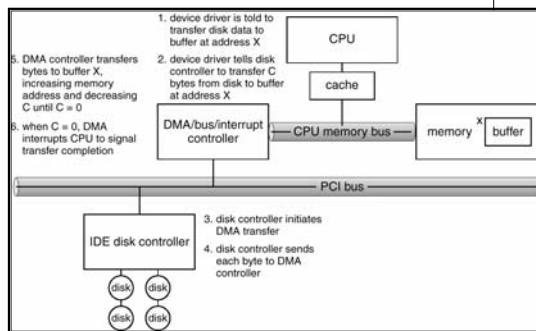 1. device driver is told to
transfer disk data to
buffer at address X
2. device driver tells disk
controller to transfer C
bytes from disk to buffer
at address X
5. DMA controller transfers
bytes to buffer X,
increasing memory
address and decreasing
C until C = 0
6. when C = 0, DMA
interrupts CPU to signal
transfer completion
CPU
cache
DMA/bus/interrupt
controller
CPU memory bus
memory
X
buffer
PCI bus
IDE disk controller
3. disk controller initiates
DMA transfer
4. disk controller sends
each byte to DMA
controller
disk
disk
disk
disk